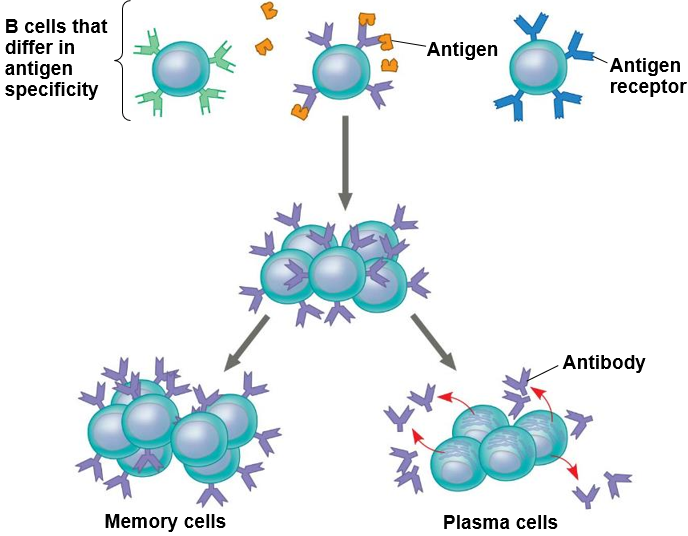 B cells that
differ in
antigen
specificity
Antigen
Antigen
receptor
Antibody
Memory cells
Plasma cells